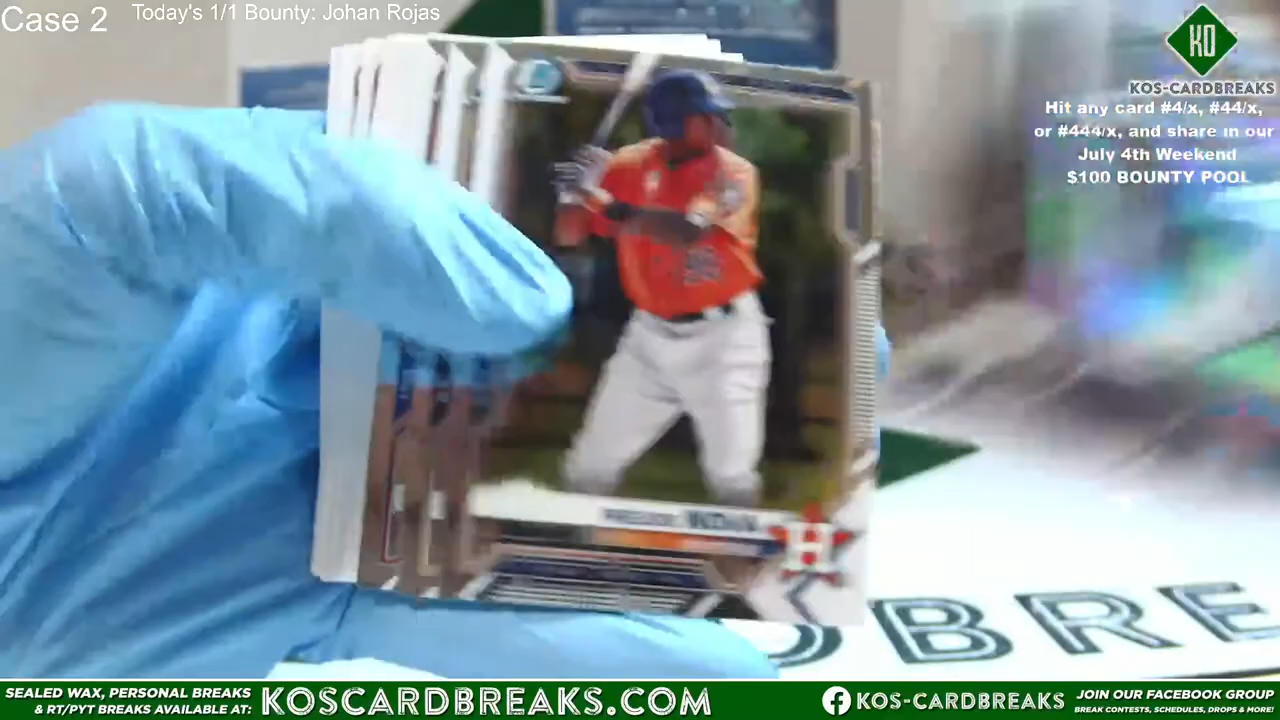 Case 2
Today's 1/1 Bounty: Johan Rojas
KO
KOS-CARDBREAKS
Hit any card #4/x, #44/x,
or #444/x, and share in our
July 4th Weekend
$100 BOUNTY POOL
H
OBRE
SEALED WAX, PERSONAL BREAKS
& RT/PYT BREAKS AVAILABLE AT:
KOSCARDBREAKS.COM
KOS-CARDBREAKS
JOIN OUR FACEBOOK GROUP
BREAK CONTESTS, SCHEDULES, DROPS & MORE!